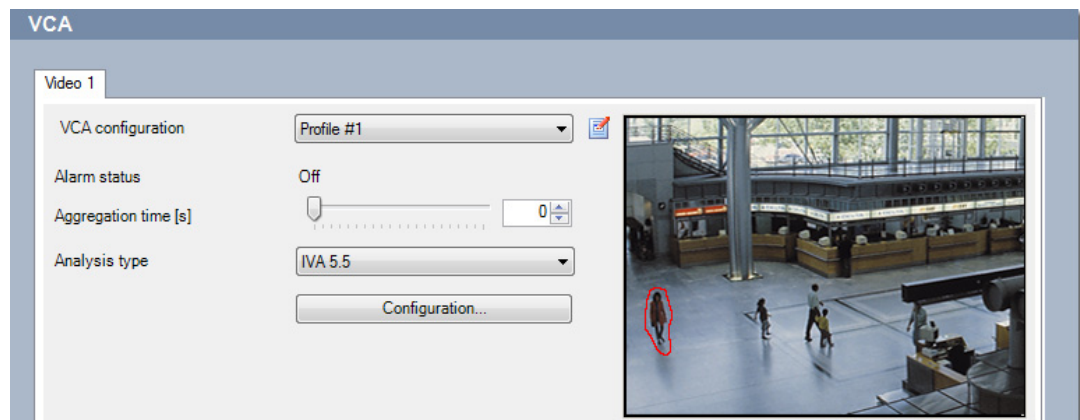 VCA
Video 1
VCA configuration Profile #1
Alarm status Off
Aggregation time [s] 0
Analysis type IVA 5.5
Configuration...